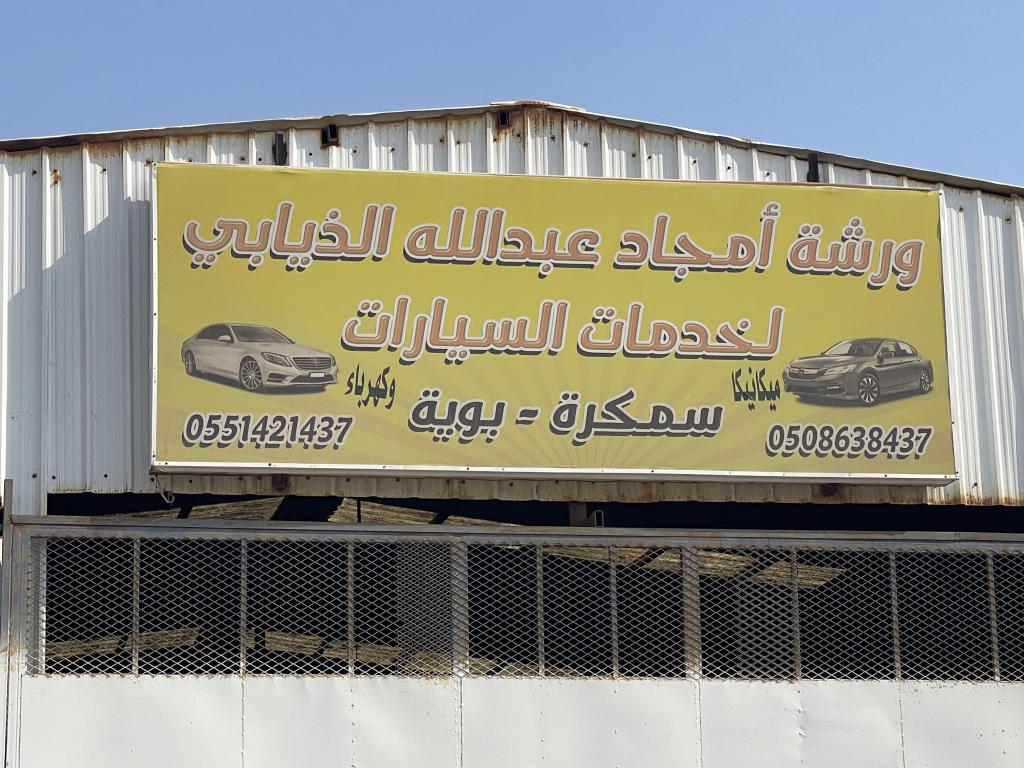 ورشة أمجاد عبدالله الذيابي
لخدمات السيارات
ميكانيكا سمكرة - بوية وكهرباء
0508638437 0551421437